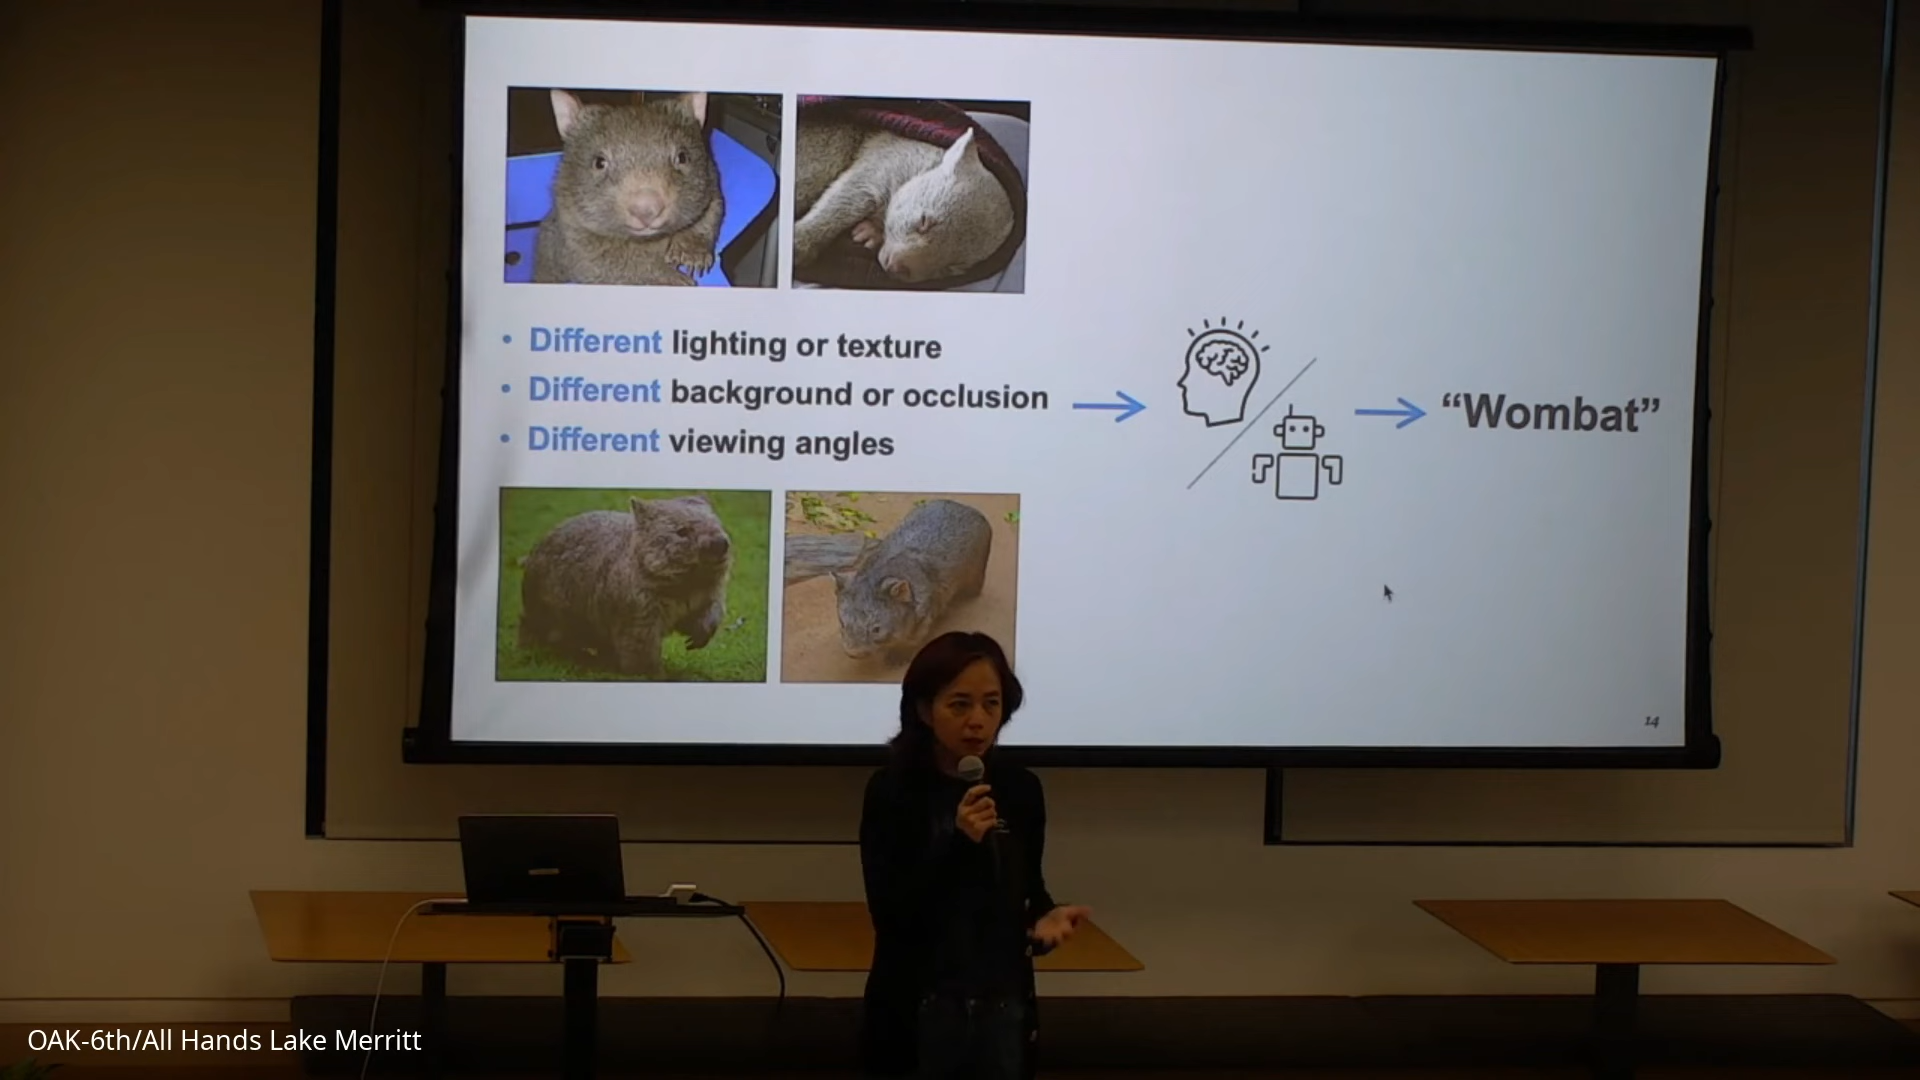 • Different lighting or texture
• Different background or occlusion
• Different viewing angles
“Wombat”
14
OAK-6th/All Hands Lake Merritt